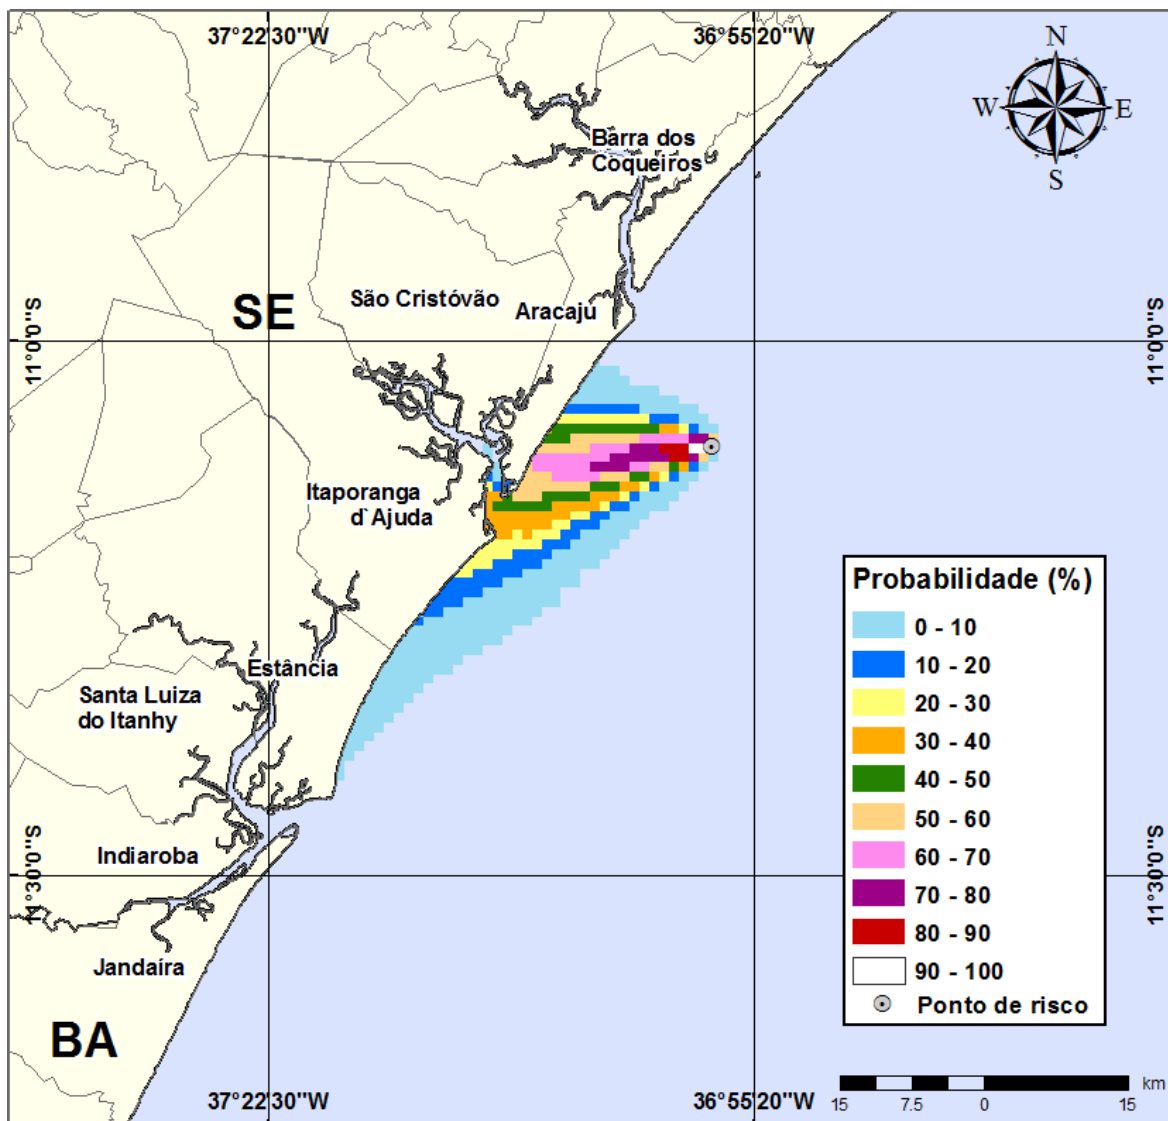 37°22'30"W
36°55'20"W
N
W
E
S
Barra dos
Coqueiros
SE
São Cristóvão
Aracaju
11°0'0"S
11°0'0"S
Itaporanga
d`Ajuda
Estância
Santa Luiza
do Itanhy
Indiaroba
Jandaíra
BA
11°30'0"S
11°30'0"S
Probabilidade (%)
0 - 10
10 - 20
20 - 30
30 - 40
40 - 50
50 - 60
60 - 70
70 - 80
80 - 90
90 - 100
Ponto de risco
km
15 7.5 0 15
37°22'30"W
36°55'20"W